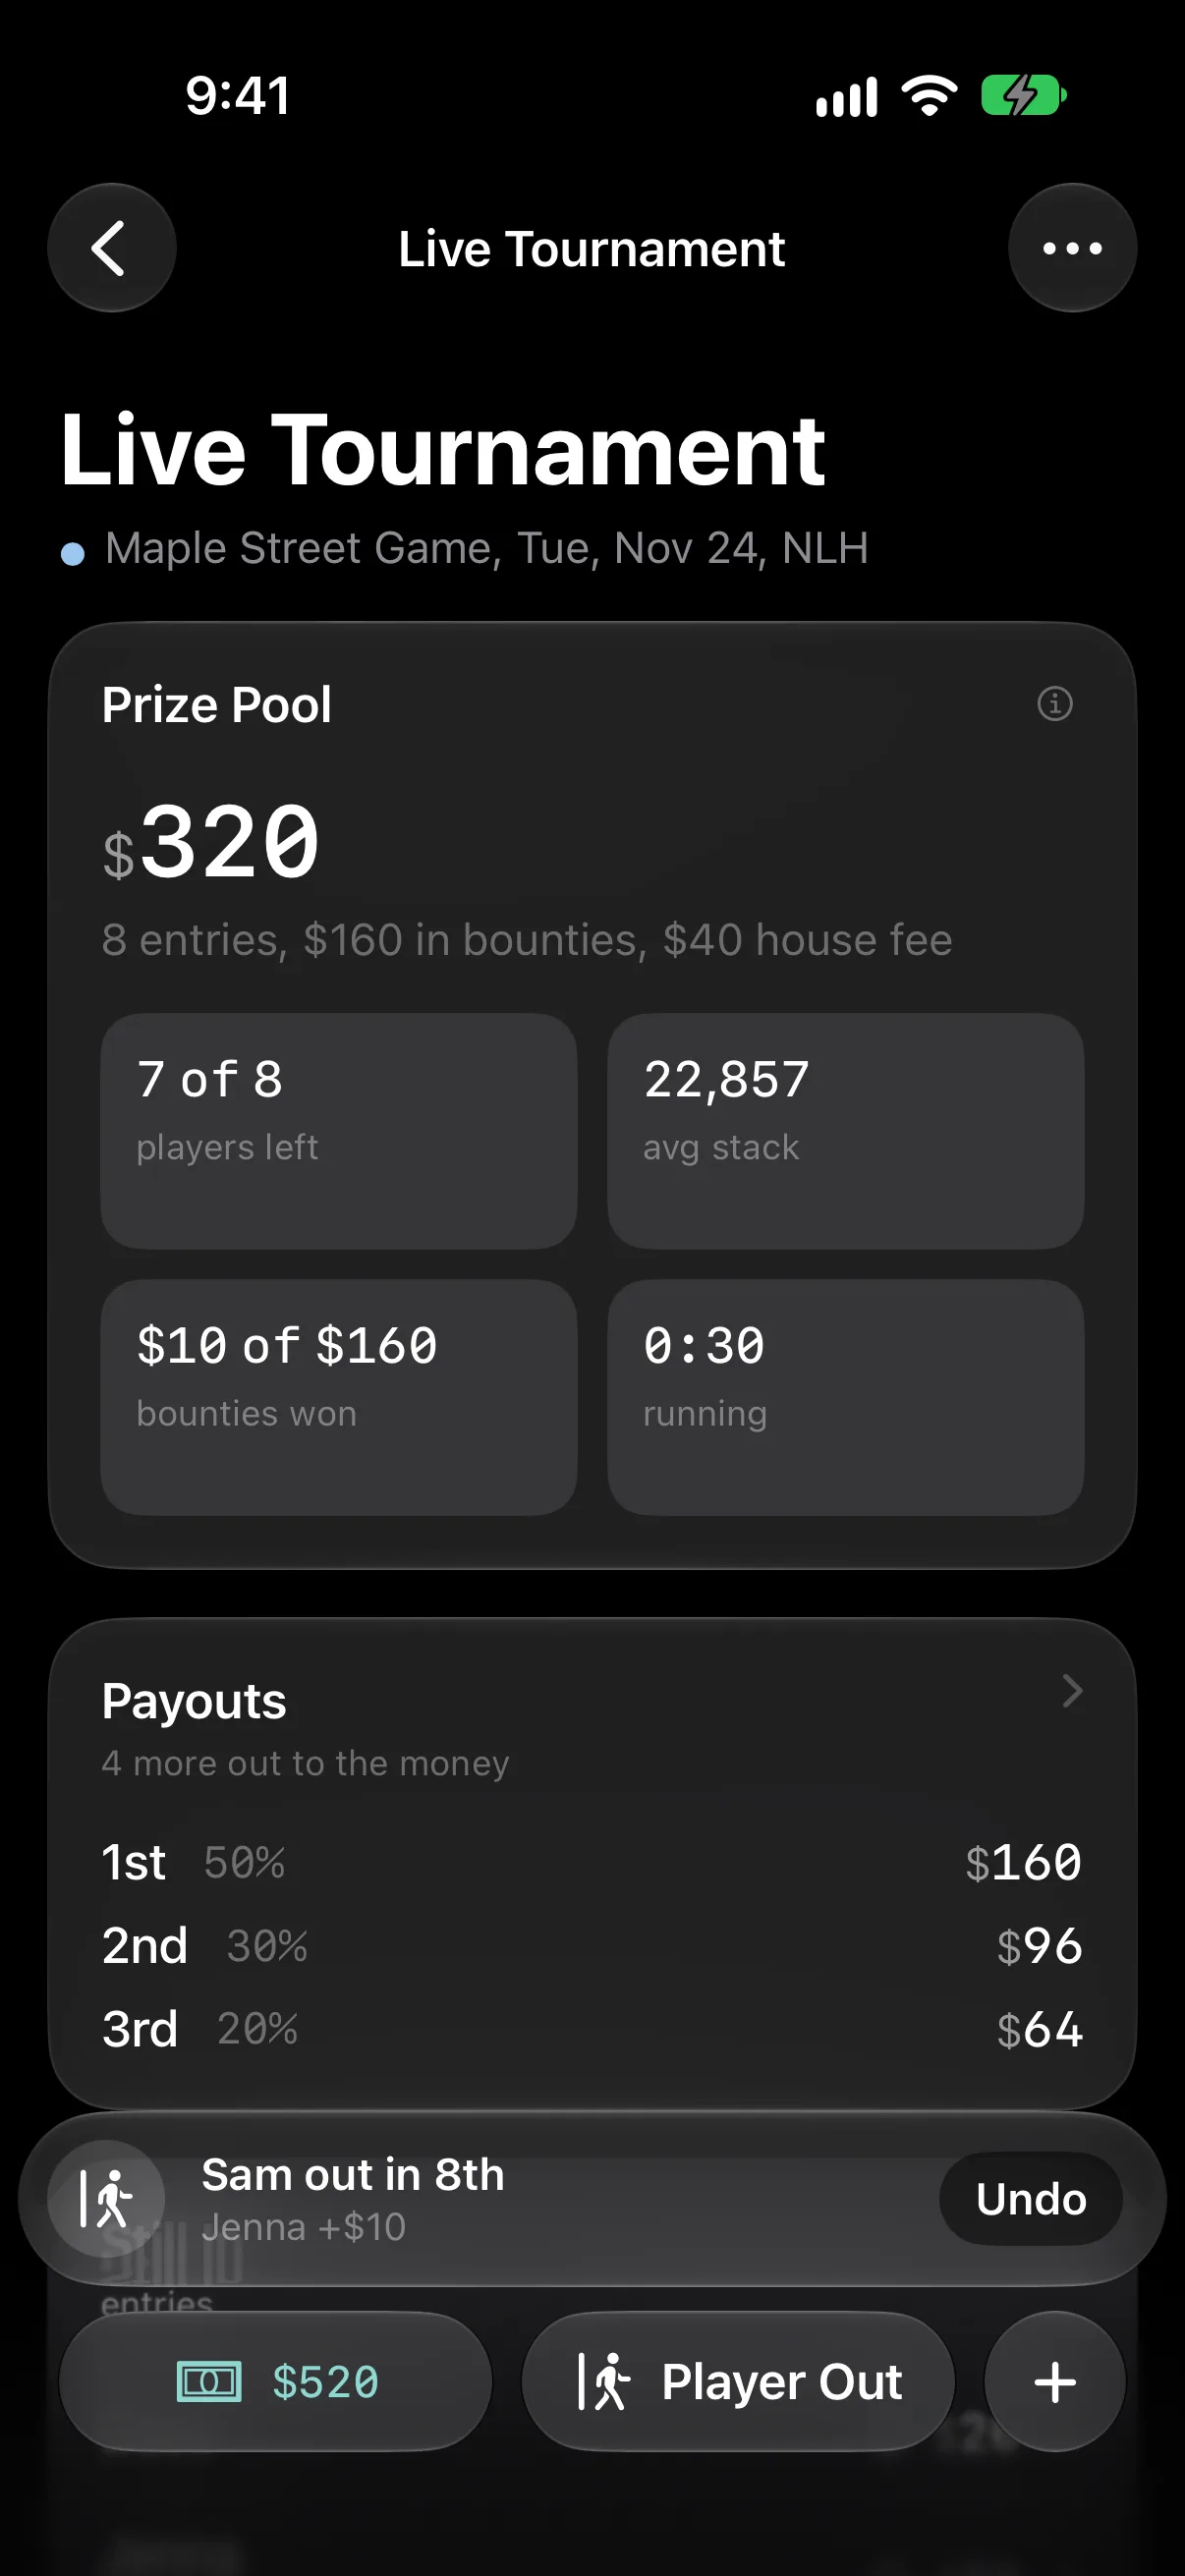 9:41
Live Tournament
Live Tournament
Maple Street Game, Tue, Nov 24, NLH
Prize Pool
$320
8 entries, $160 in bounties, $40 house fee
7 of 8
players left
22,857
avg stack
$10 of $160
bounties won
0:30
running
Payouts
4 more out to the money
1st 50% $160
2nd 30% $96
3rd 20% $64
Sam out in 8th
Jenna +$10
Undo
Still in
entries
$520
Player Out
Jenna